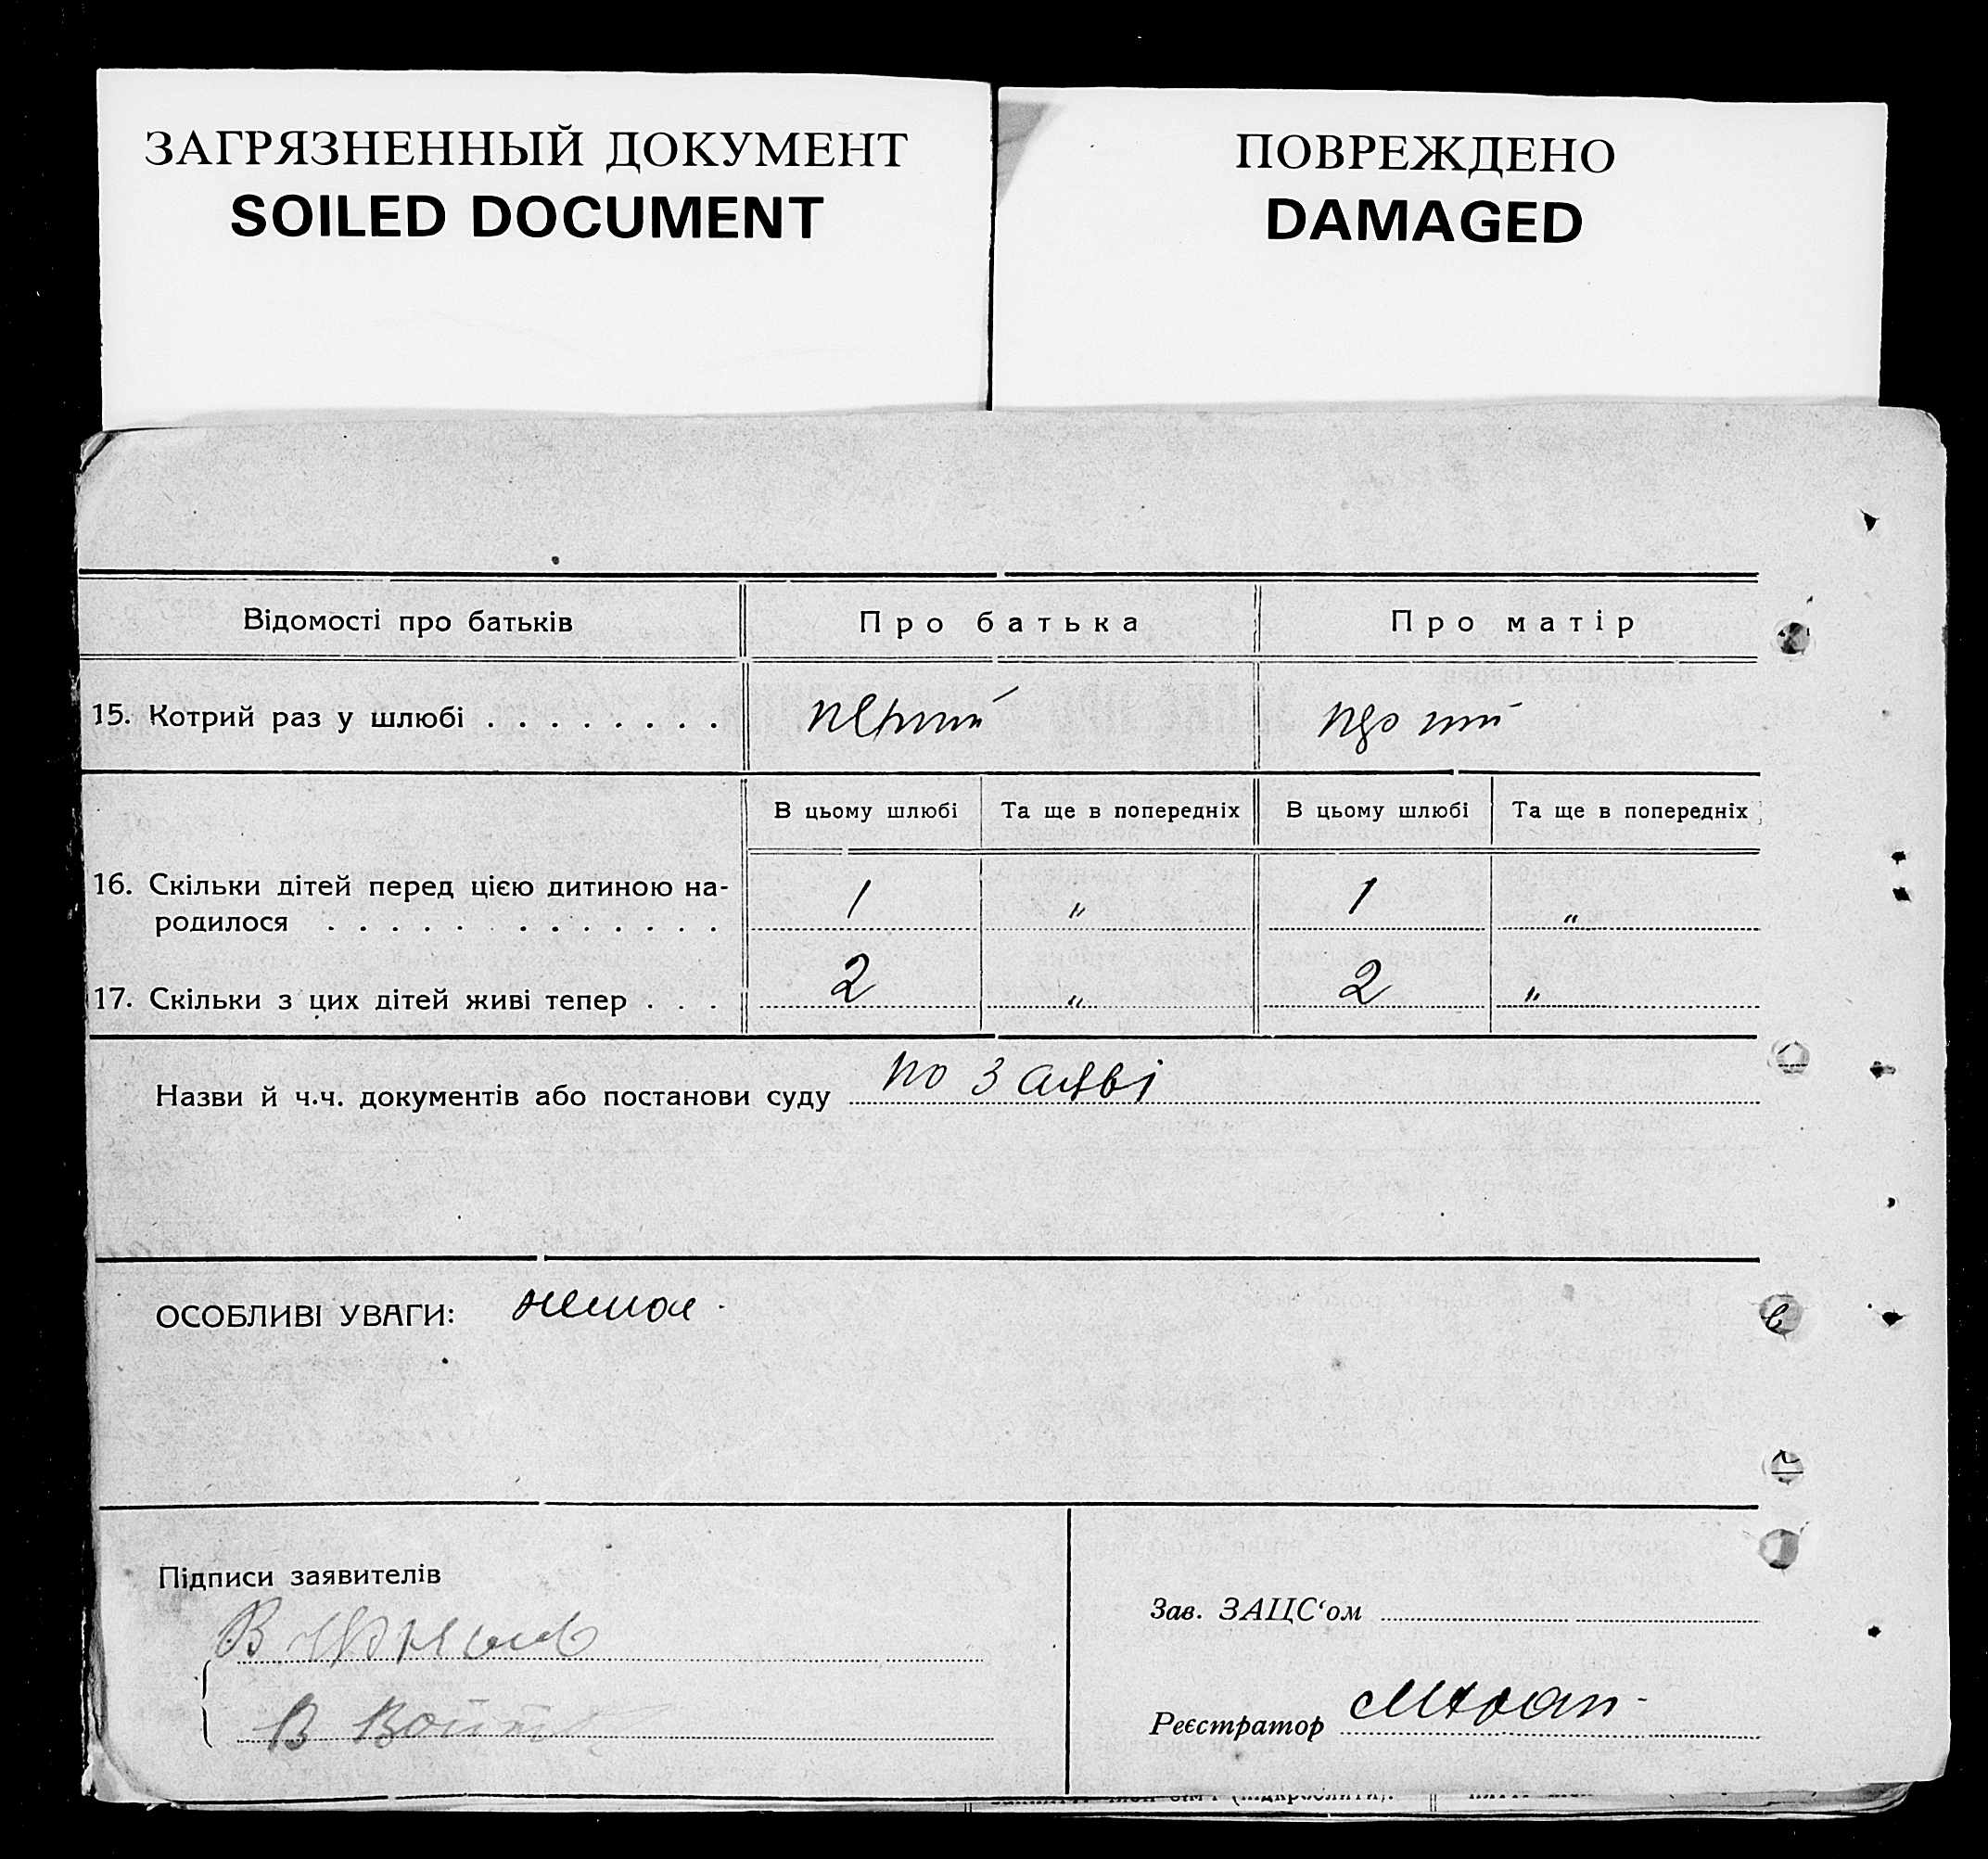 ЗАГРЯЗНЕННЫЙ ДОКУМЕНТ
SOILED DOCUMENT
ПОВРЕЖДЕНО
DAMAGED
Відомості про батьків Про батька Про матір
15. Котрий раз у шлюбі . . . . . . . .
В цьому шлюбі Та ще в попередніх В цьому шлюбі Та ще в попередніх
16. Скільки дітей перед цією дитиною на-
родилося . . . . . . . . . . . . . 1 „ 1 „
17. Скільки з цих дітей живі тепер . . . 2 „ 2 „
Назви й ч.ч. документів або постанови суду по заяві
ОСОБЛИВІ УВАГИ: немає
Підписи заявителів
Зав. ЗАЦС‘ом
В
В
Реєстратор